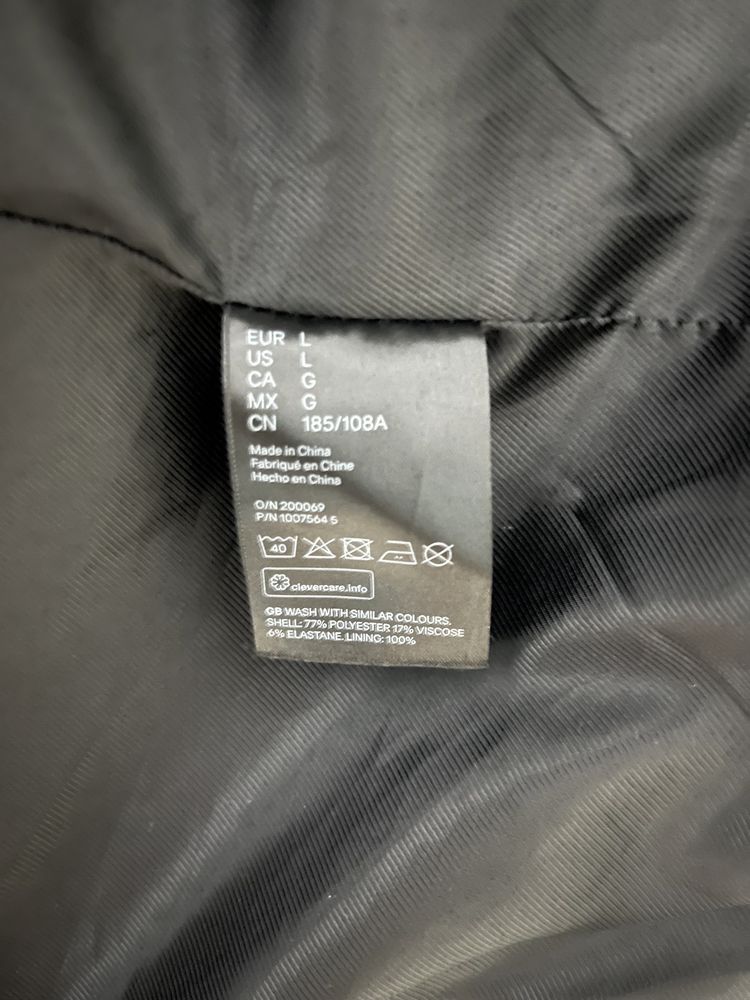 EUR L
US L
CA G
MX G
CN 185/108A
Made in China
Fabriqué en Chine
Hecho en China
O/N 200069
P/N 1007564 5
40
clevercare.info
GB WASH WITH SIMILAR COLOURS.
SHELL: 77% POLYESTER 17% VISCOSE
6% ELASTANE. LINING: 100%